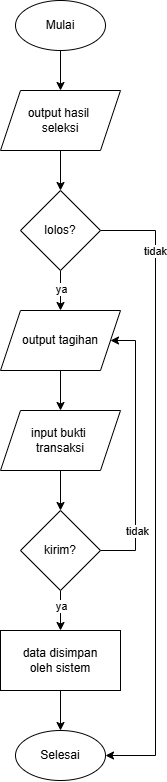 Mulai
output hasil
seleksi
lolos?
tidak
ya
output tagihan
input bukti
transaksi
kirim?
tidak
ya
data disimpan
oleh sistem
Selesai